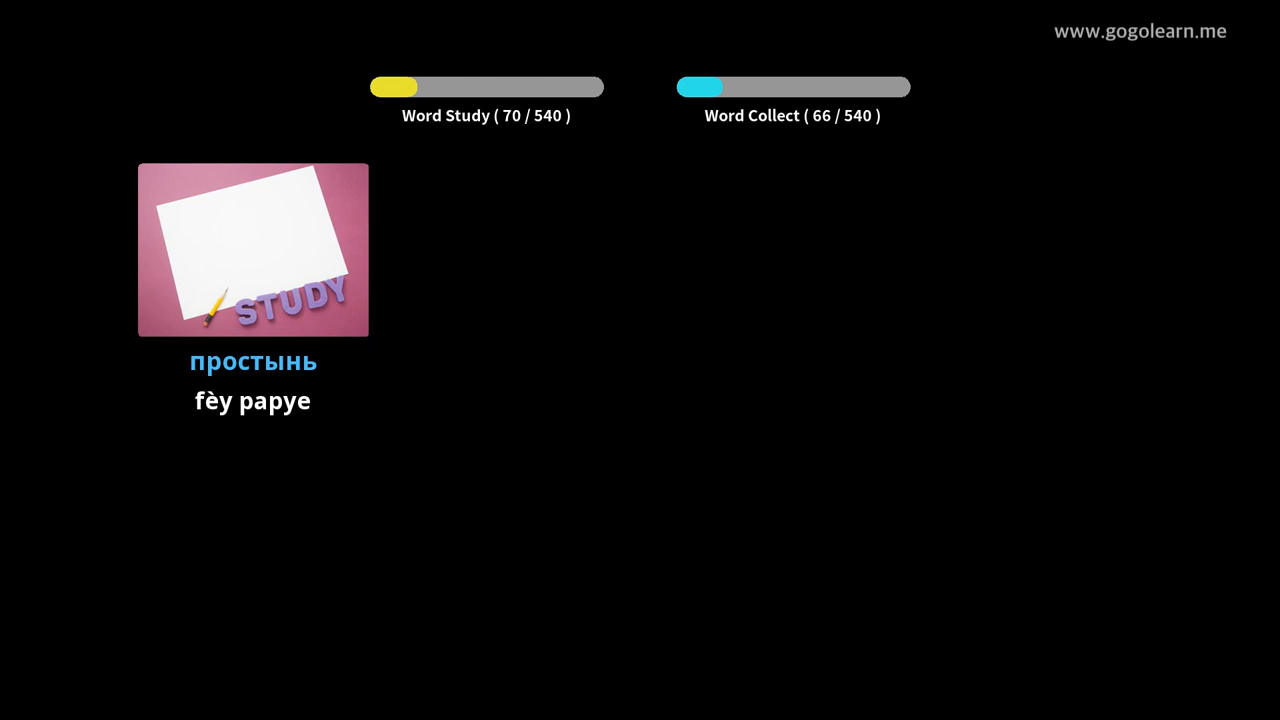 www.gogolearn.me
Word Study ( 70 / 540 )
Word Collect ( 66 / 540 )
STUDY
простынь
fèy papye